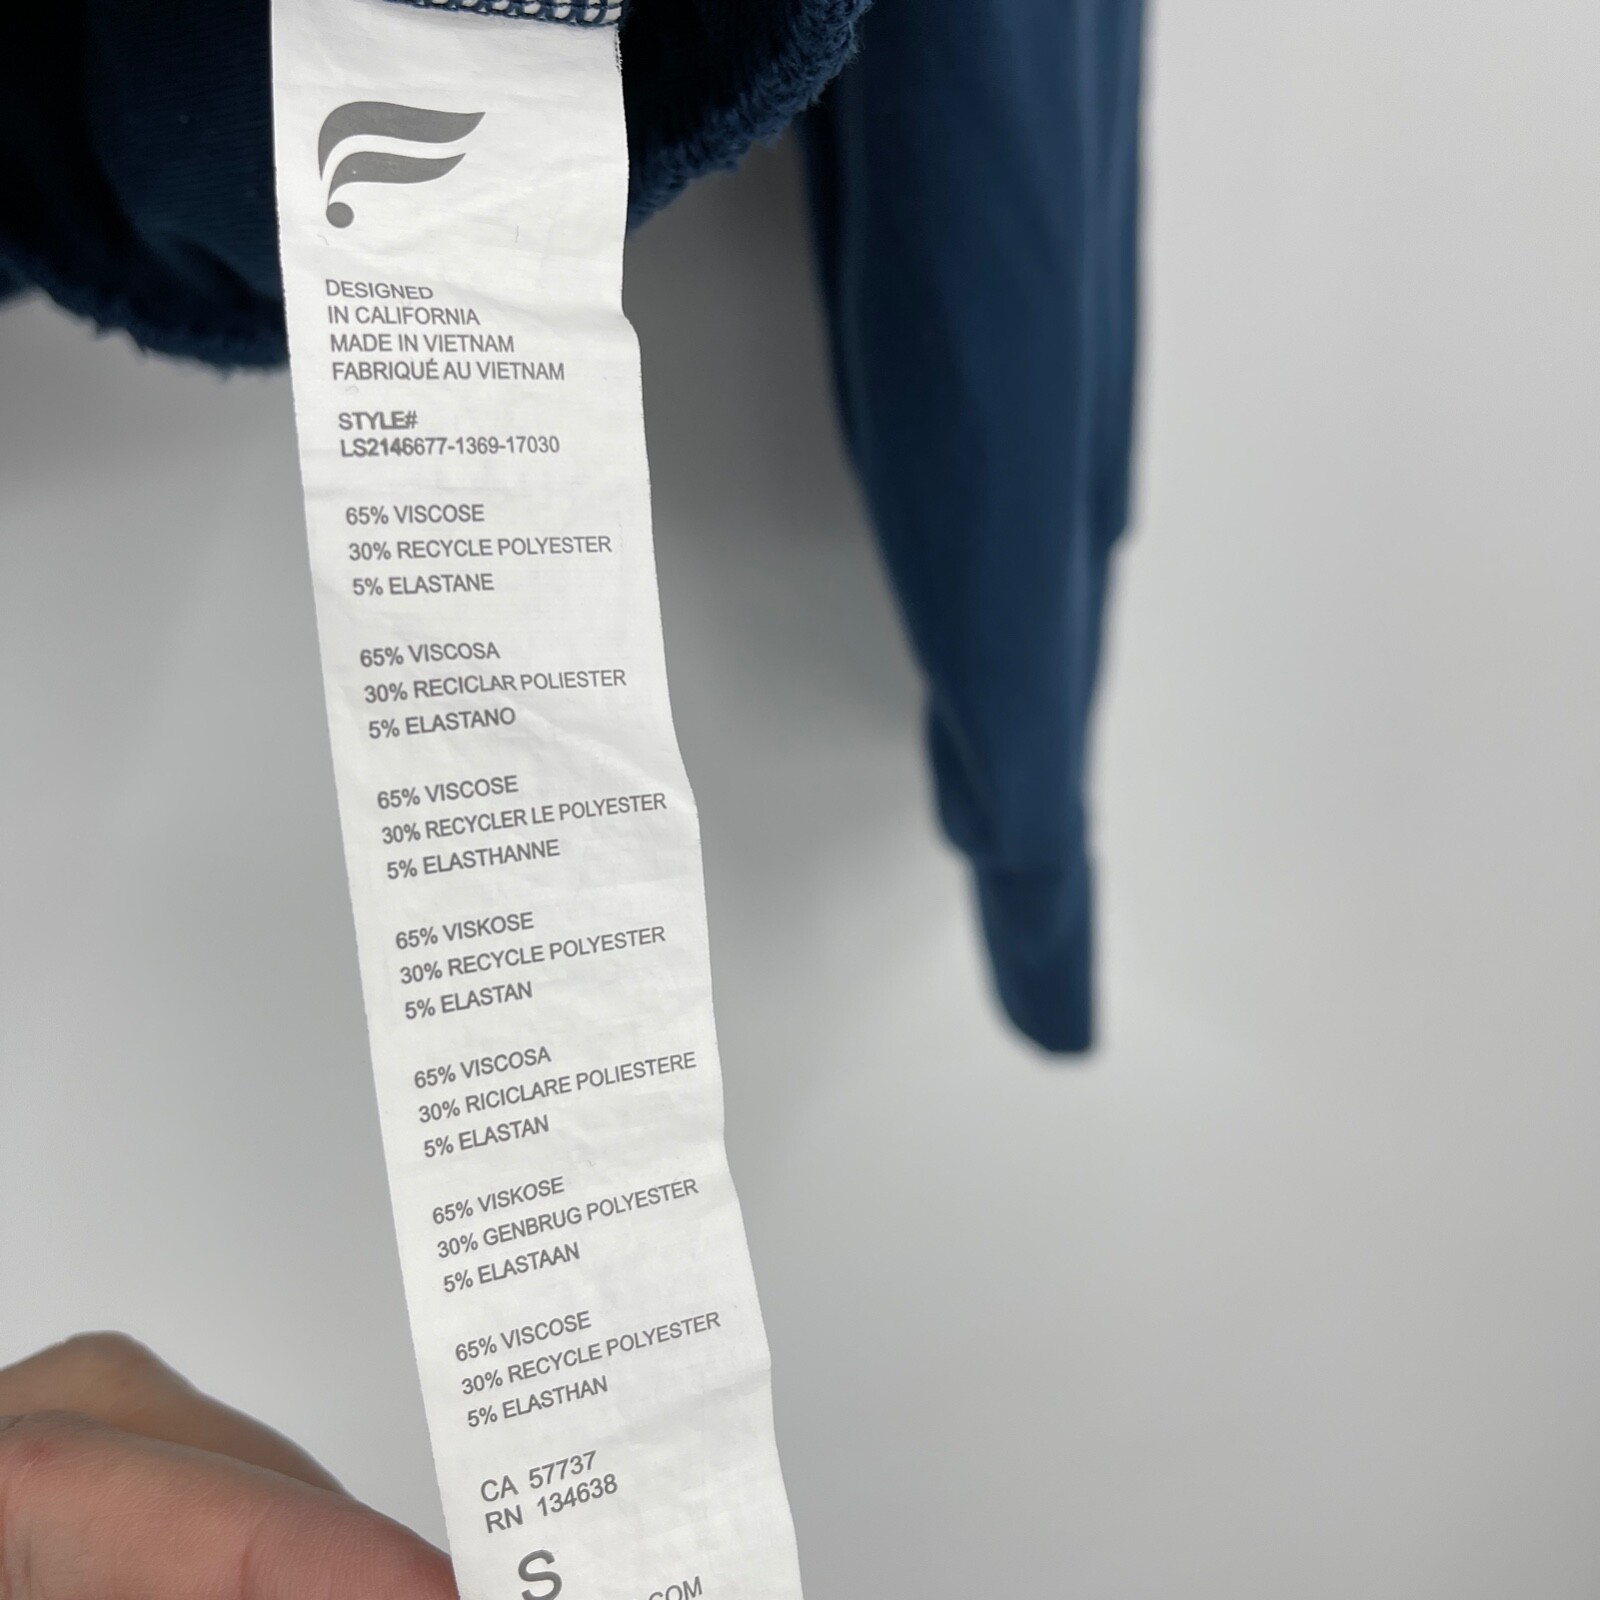 DESIGNED
IN CALIFORNIA
MADE IN VIETNAM
FABRIQUÉ AU VIETNAM
STYLE#
LS2146677-1369-17030
65% VISCOSE
30% RECYCLE POLYESTER
5% ELASTANE
65% VISCOSA
30% RECICLAR POLIESTER
5% ELASTANO
65% VISCOSE
30% RECYCLER LE POLYESTER
5% ELASTHANNE
65% VISKOSE
30% RECYCLE POLYESTER
5% ELASTAN
65% VISCOSA
30% RICICLARE POLIESTERE
5% ELASTAN
65% VISKOSE
30% GENBRUG POLYESTER
5% ELASTAAN
65% VISCOSE
30% RECYCLE POLYESTER
5% ELASTHAN
CA 57737
RN 134638
S